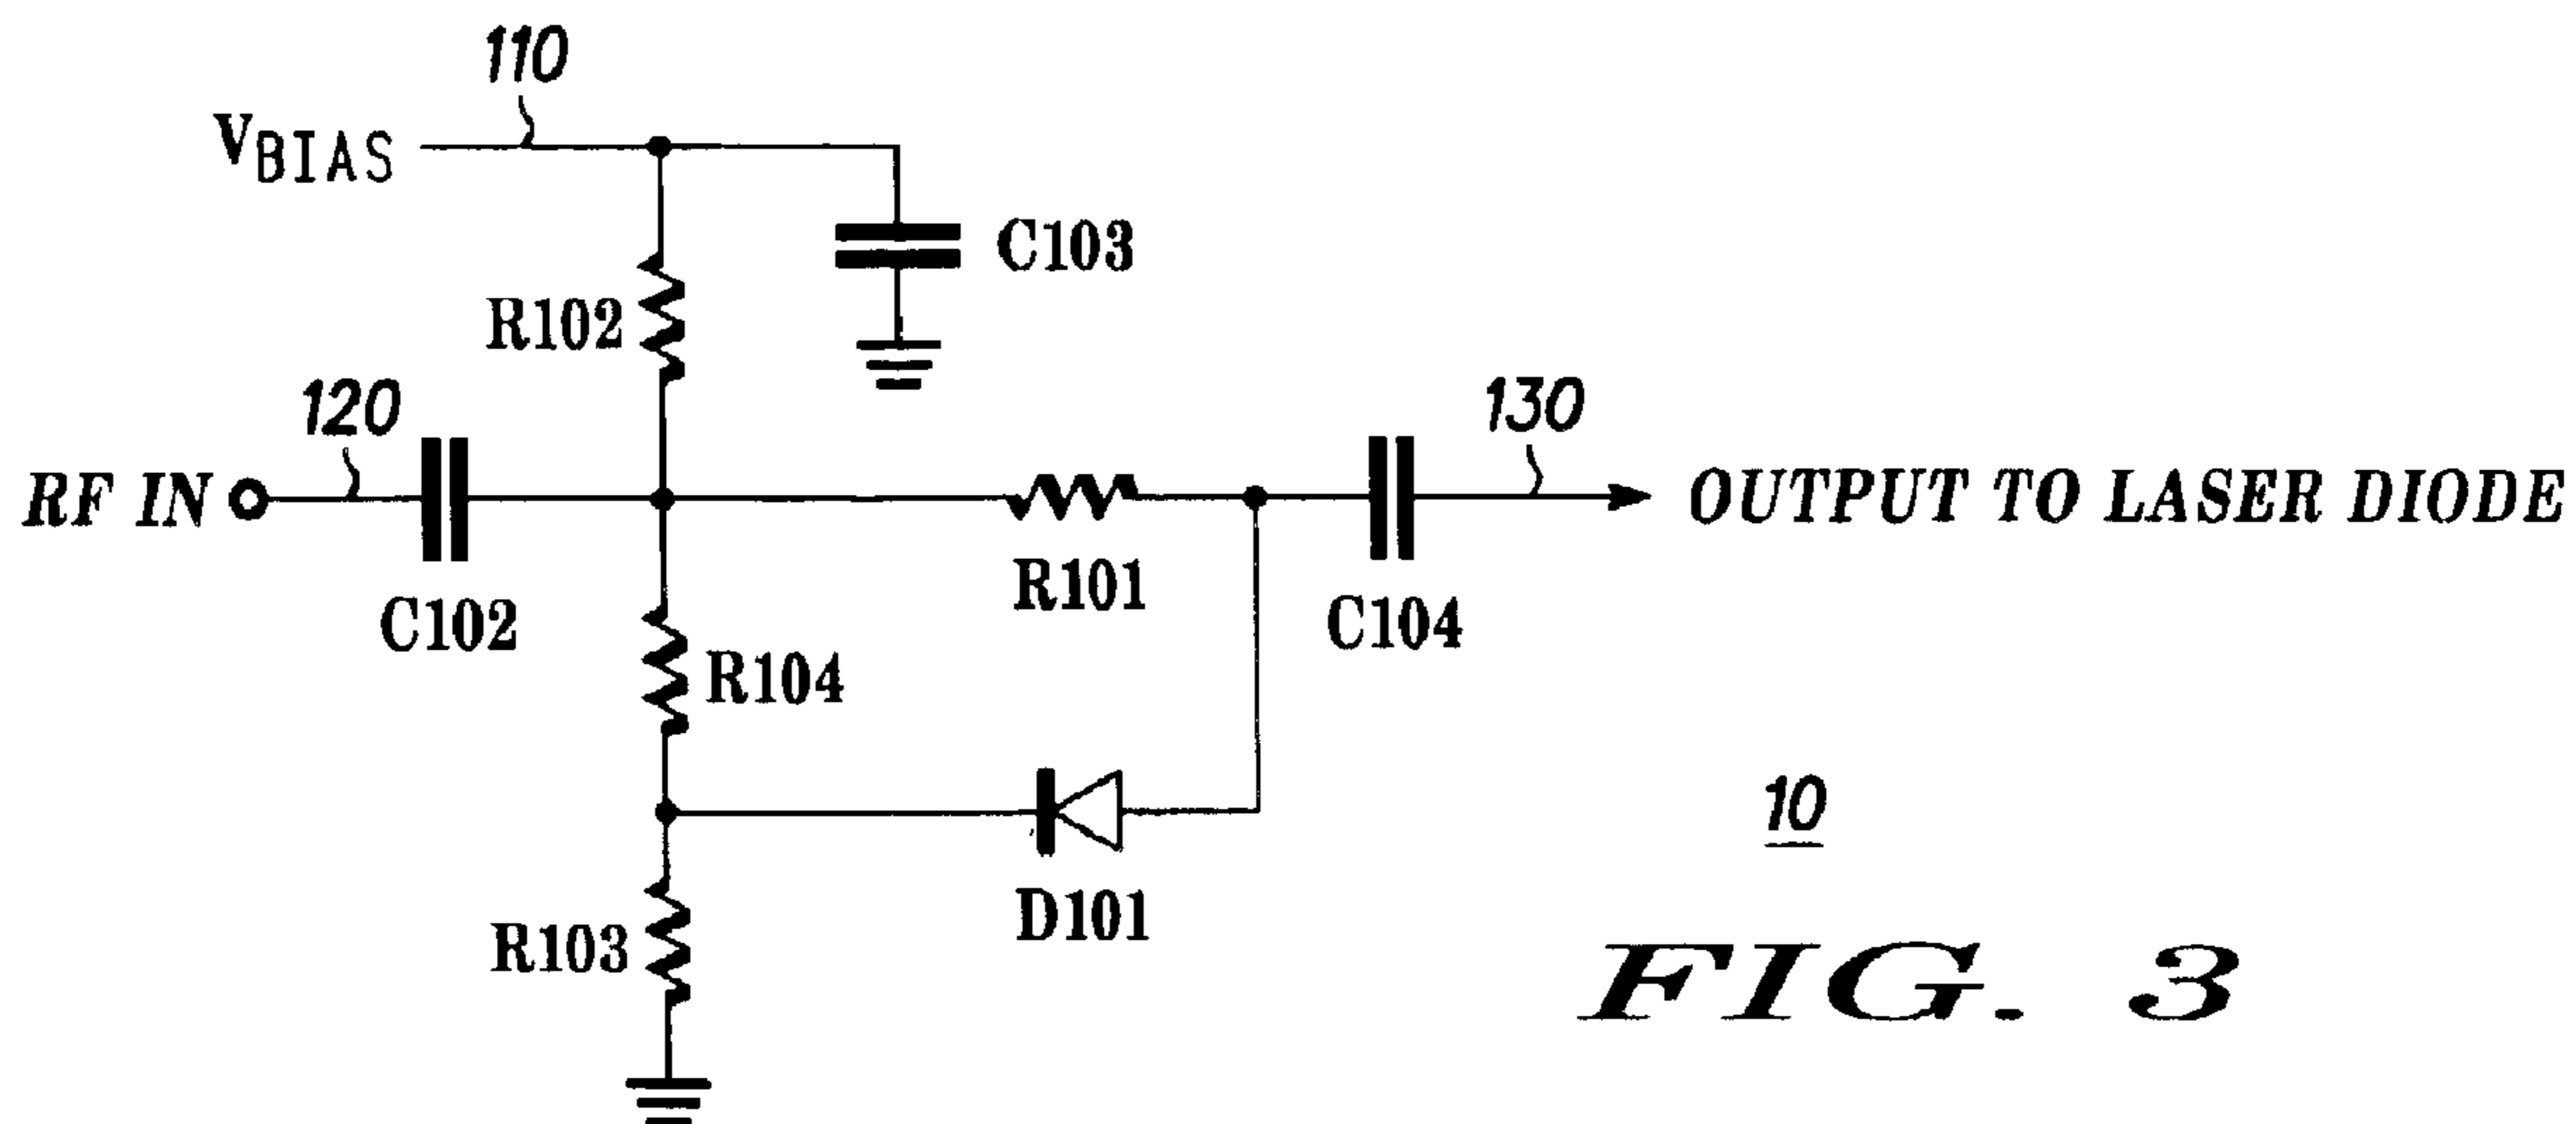 110
V BIAS
C103
R102
120
130
RF IN
OUTPUT TO LASER DIODE
R101
C102
C104
R104
10
D101
R103
FIG. 3